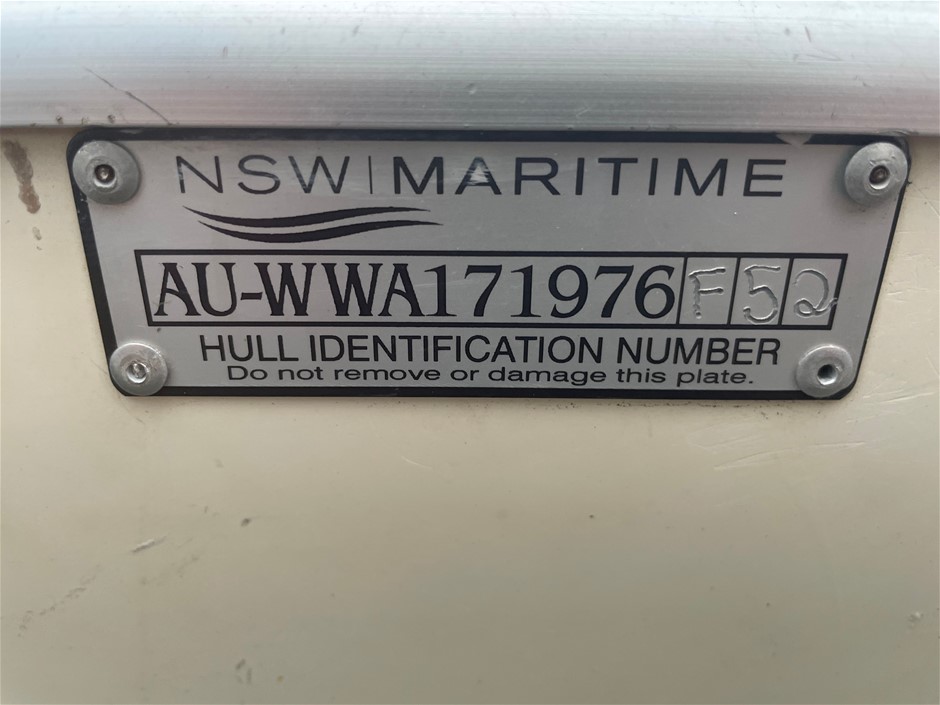 NSW | MARITIME
AU-WWA171976F52
HULL IDENTIFICATION NUMBER
Do not remove or damage this plate.